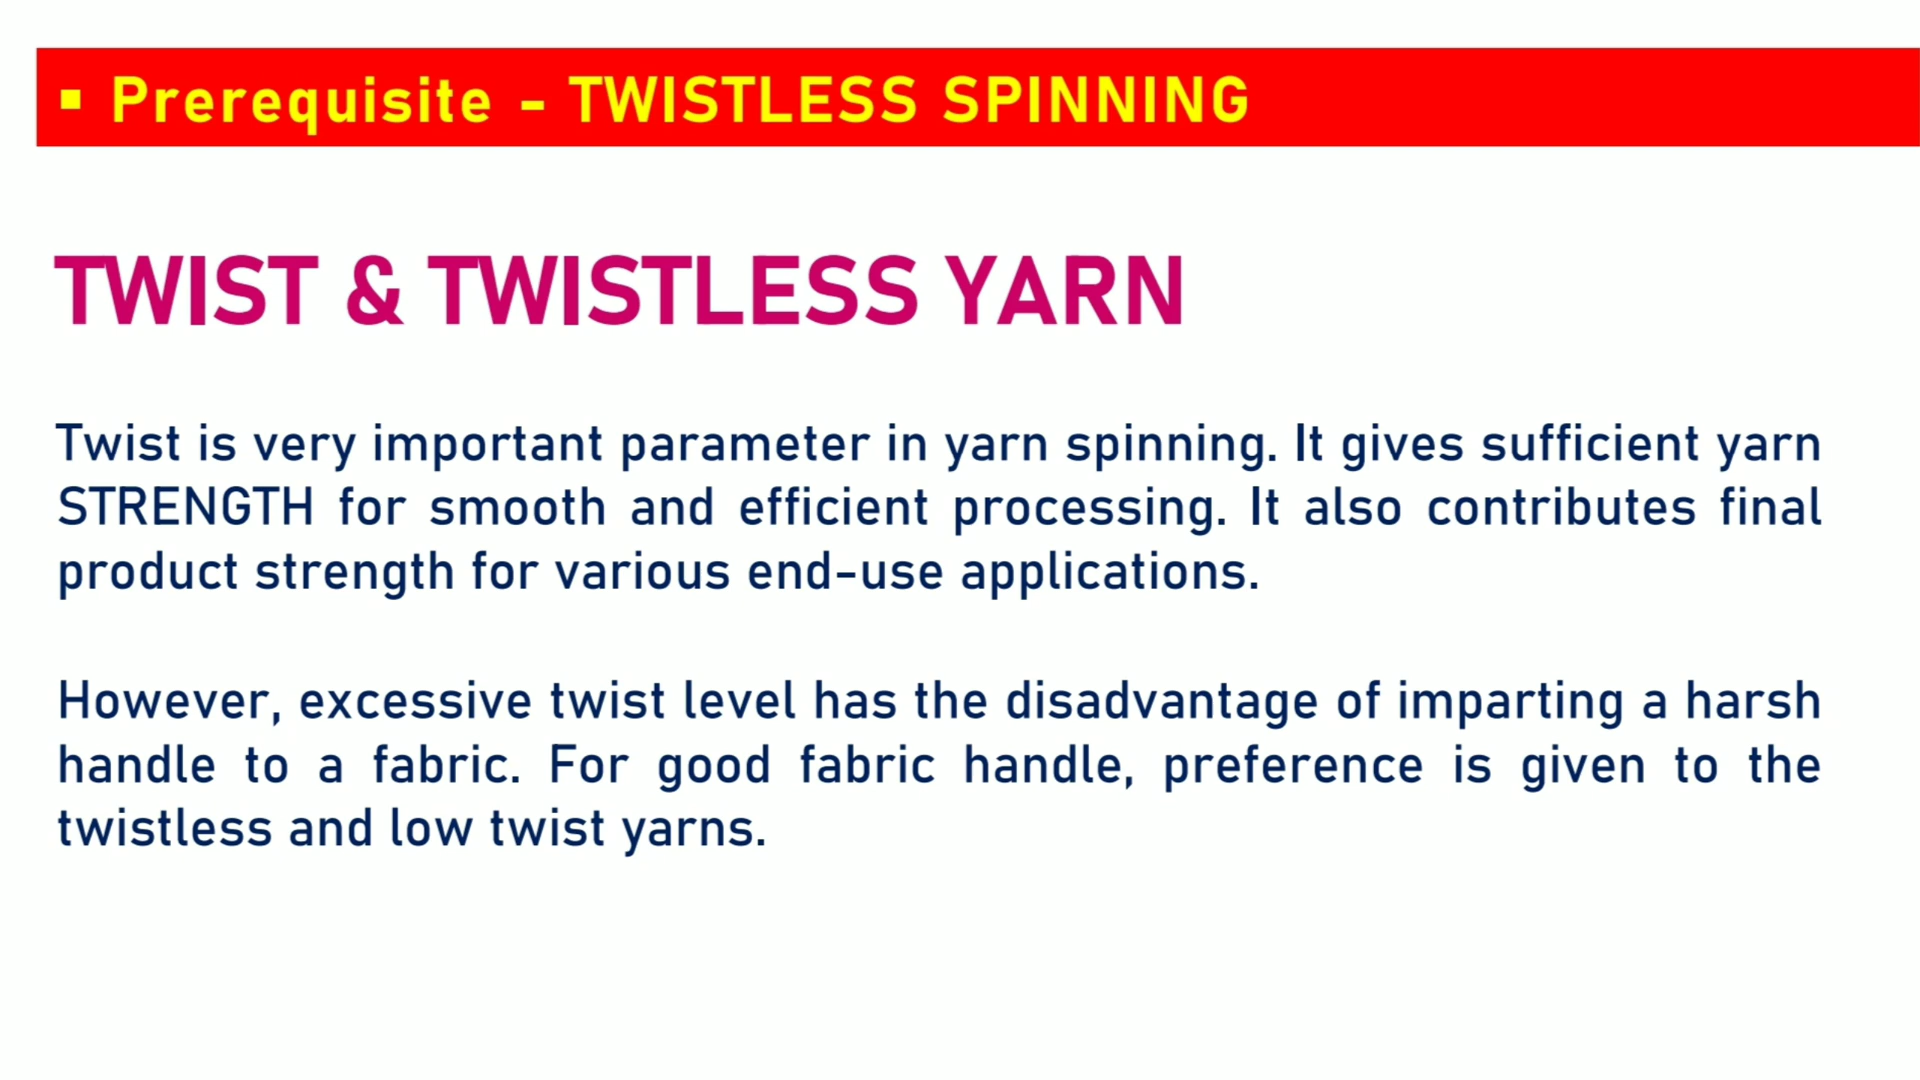 ▪ Prerequisite - TWISTLESS SPINNING
TWIST & TWISTLESS YARN
Twist is very important parameter in yarn spinning. It gives sufficient yarn
STRENGTH for smooth and efficient processing. It also contributes final
product strength for various end-use applications.
However, excessive twist level has the disadvantage of imparting a harsh
handle to a fabric. For good fabric handle, preference is given to the
twistless and low twist yarns.